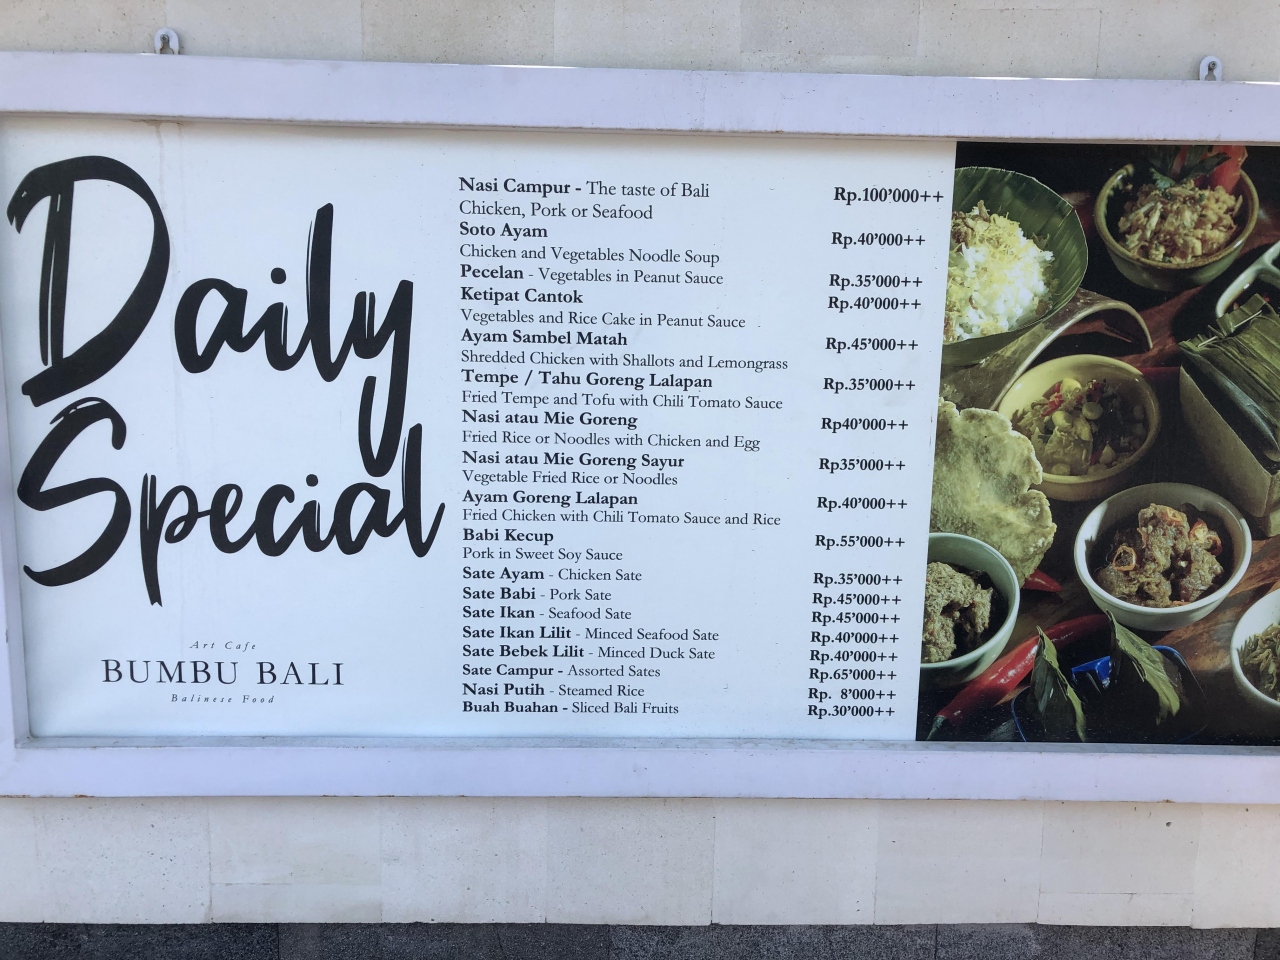 Daily
Special
Art Cafe
BUMBU BALI
Balinese Food
Nasi Campur - The taste of Bali Rp.100'000++
Chicken, Pork or Seafood
Soto Ayam Rp.40'000++
Chicken and Vegetables Noodle Soup
Pecelan - Vegetables in Peanut Sauce Rp.35'000++
Ketipat Cantok Rp.40'000++
Vegetables and Rice Cake in Peanut Sauce
Ayam Sambel Matah Rp.45'000++
Shredded Chicken with Shallots and Lemongrass
Tempe / Tahu Goreng Lalapan Rp.35'000++
Fried Tempe and Tofu with Chili Tomato Sauce
Nasi atau Mie Goreng Rp40'000++
Fried Rice or Noodles with Chicken and Egg
Nasi atau Mie Goreng Sayur Rp35'000++
Vegetable Fried Rice or Noodles
Ayam Goreng Lalapan Rp.40'000++
Fried Chicken with Chili Tomato Sauce and Rice
Babi Kecup Rp.55'000++
Pork in Sweet Soy Sauce
Sate Ayam - Chicken Sate Rp.35'000++
Sate Babi - Pork Sate Rp.45'000++
Sate Ikan - Seafood Sate Rp.45'000++
Sate Ikan Lilit - Minced Seafood Sate Rp.40'000++
Sate Bebek Lilit - Minced Duck Sate Rp.40'000++
Sate Campur - Assorted Sates Rp.65'000++
Nasi Putih - Steamed Rice Rp. 8'000++
Buah Buahan - Sliced Bali Fruits Rp.30'000++